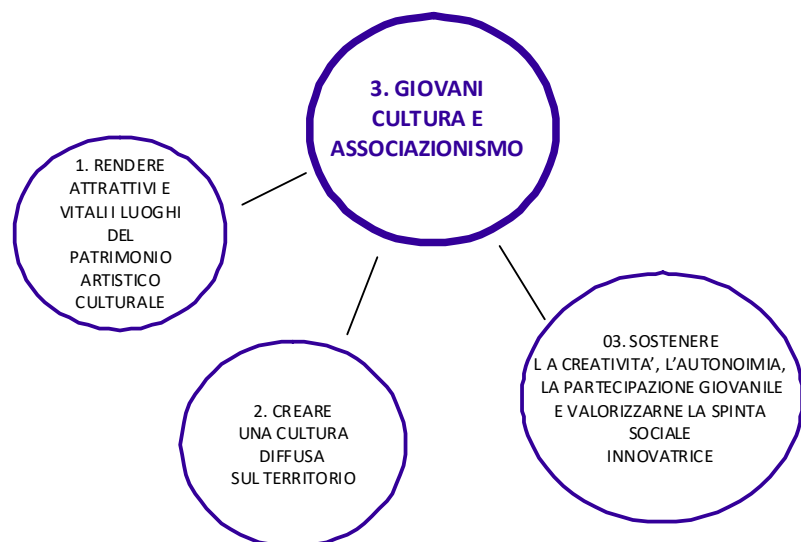 3. GIOVANI
CULTURA E
ASSOCIAZIONISMO
1. RENDERE
ATTRATTIVI E
VITALI I LUOGHI
DEL
PATRIMONIO
ARTISTICO
CULTURALE
2. CREARE
UNA CULTURA
DIFFUSA
SUL TERRITORIO
03. SOSTENERE
L A CREATIVITA’, L’AUTONOIMIA,
LA PARTECIPAZIONE GIOVANILE
E VALORIZZARNE LA SPINTA
SOCIALE
INNOVATRICE